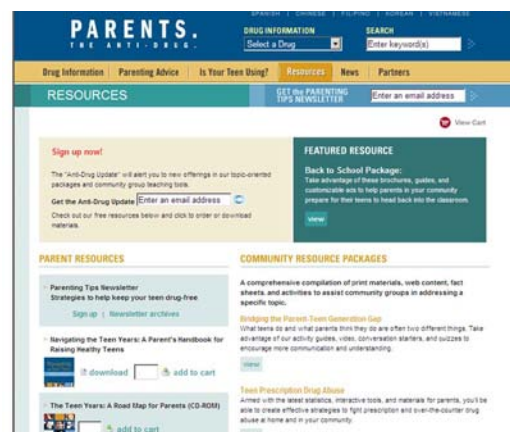 SPANISH | CHINESE | FILIPINO | KOREAN | VIETNAMESE
PARENTS.
THE ANTI-DRUG.
DRUG INFORMATION
Select a Drug
SEARCH
Enter keyword(s)
Drug Information | Parenting Advice | Is Your Teen Using? | Resources | News | Partners
RESOURCES
GET the PARENTING
TIPS NEWSLETTER
Enter an email address
View Cart
Sign up now!
The "Anti-Drug Update" will alert you to new offerings in our topic-oriented
packages and community group teaching tools.
Get the Anti-Drug Update Enter an email address
Check out our free resources below and click to order or download
materials.
FEATURED RESOURCE
Back to School Package:
Take advantage of these brochures, guides, and
customizable ads to help parents in your community
prepare for their teens to head back into the classroom.
view
PARENT RESOURCES
Parenting Tips Newsletter
Strategies to help keep your teen drug-free
Sign up | Newsletter archives
Navigating the Teen Years: A Parent's Handbook for
Raising Healthy Teens
download add to cart
The Teen Years: A Road Map for Parents (CD-ROM)
add to cart
COMMUNITY RESOURCE PACKAGES
A comprehensive compilation of print materials, web content, fact
sheets, and activities to assist community groups in addressing a
specific topic.
Bridging the Parent-Teen Generation Gap
What teens do and what parents think they do are often two different things. Take
advantage of our activity guides, video, conversation starters, and quizzes to
encourage more communication and understanding.
view
Teen Prescription Drug Abuse
Armed with the latest statistics, interactive tools, and materials for parents, you'll be
able to create effective strategies to fight prescription and over-the-counter drug
abuse at home and in your community.